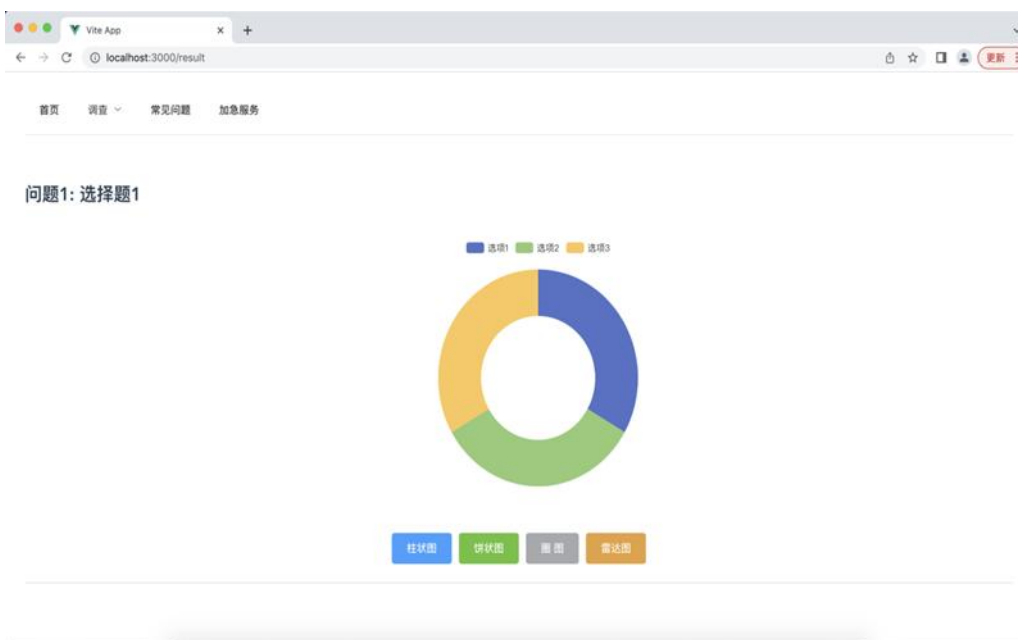 Vite App
localhost:3000/result
更新
首页 调查 常见问题 加急服务
问题1: 选择题1
选项1 选项2 选项3
柱状图 饼状图 圈 图 雷达图